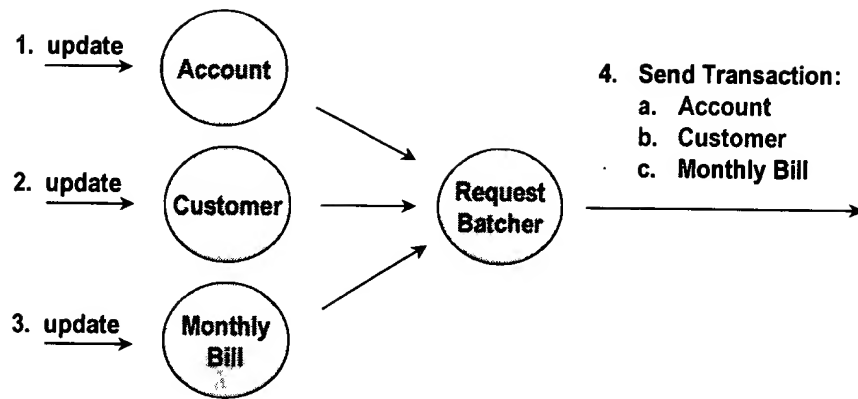 1. update
Account
2. update
Customer
3. update
Monthly
Bill
Request
Batcher
4. Send Transaction:
a. Account
b. Customer
c. Monthly Bill